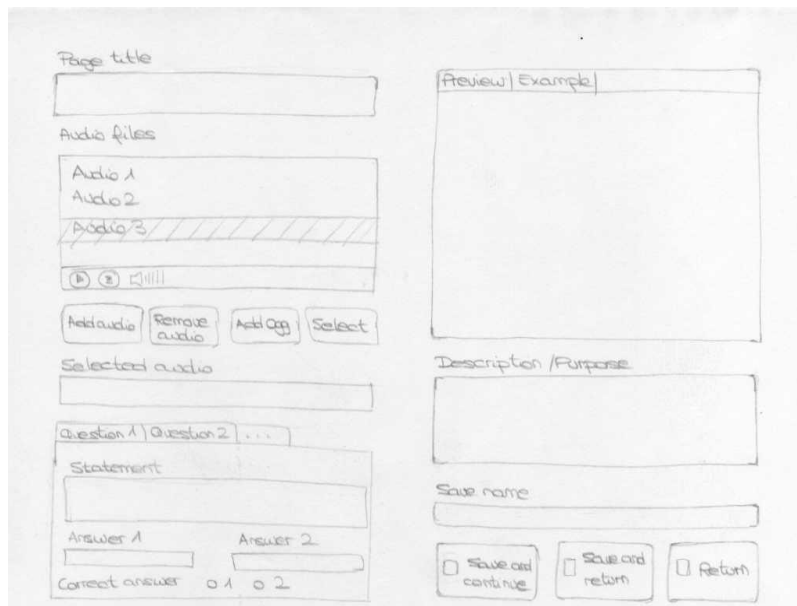 Page title
Audio files
Audio 1
Audio 2
Audio 3
Add audio
Remove
audio
Add Ogg
Select
Selected audio
Question 1
Question 2
...
Statement
Answer 1
Answer 2
Correct answer
1
2
Preview
Example
Description / Purpose
Save name
Save and
continue
Save and
return
Return